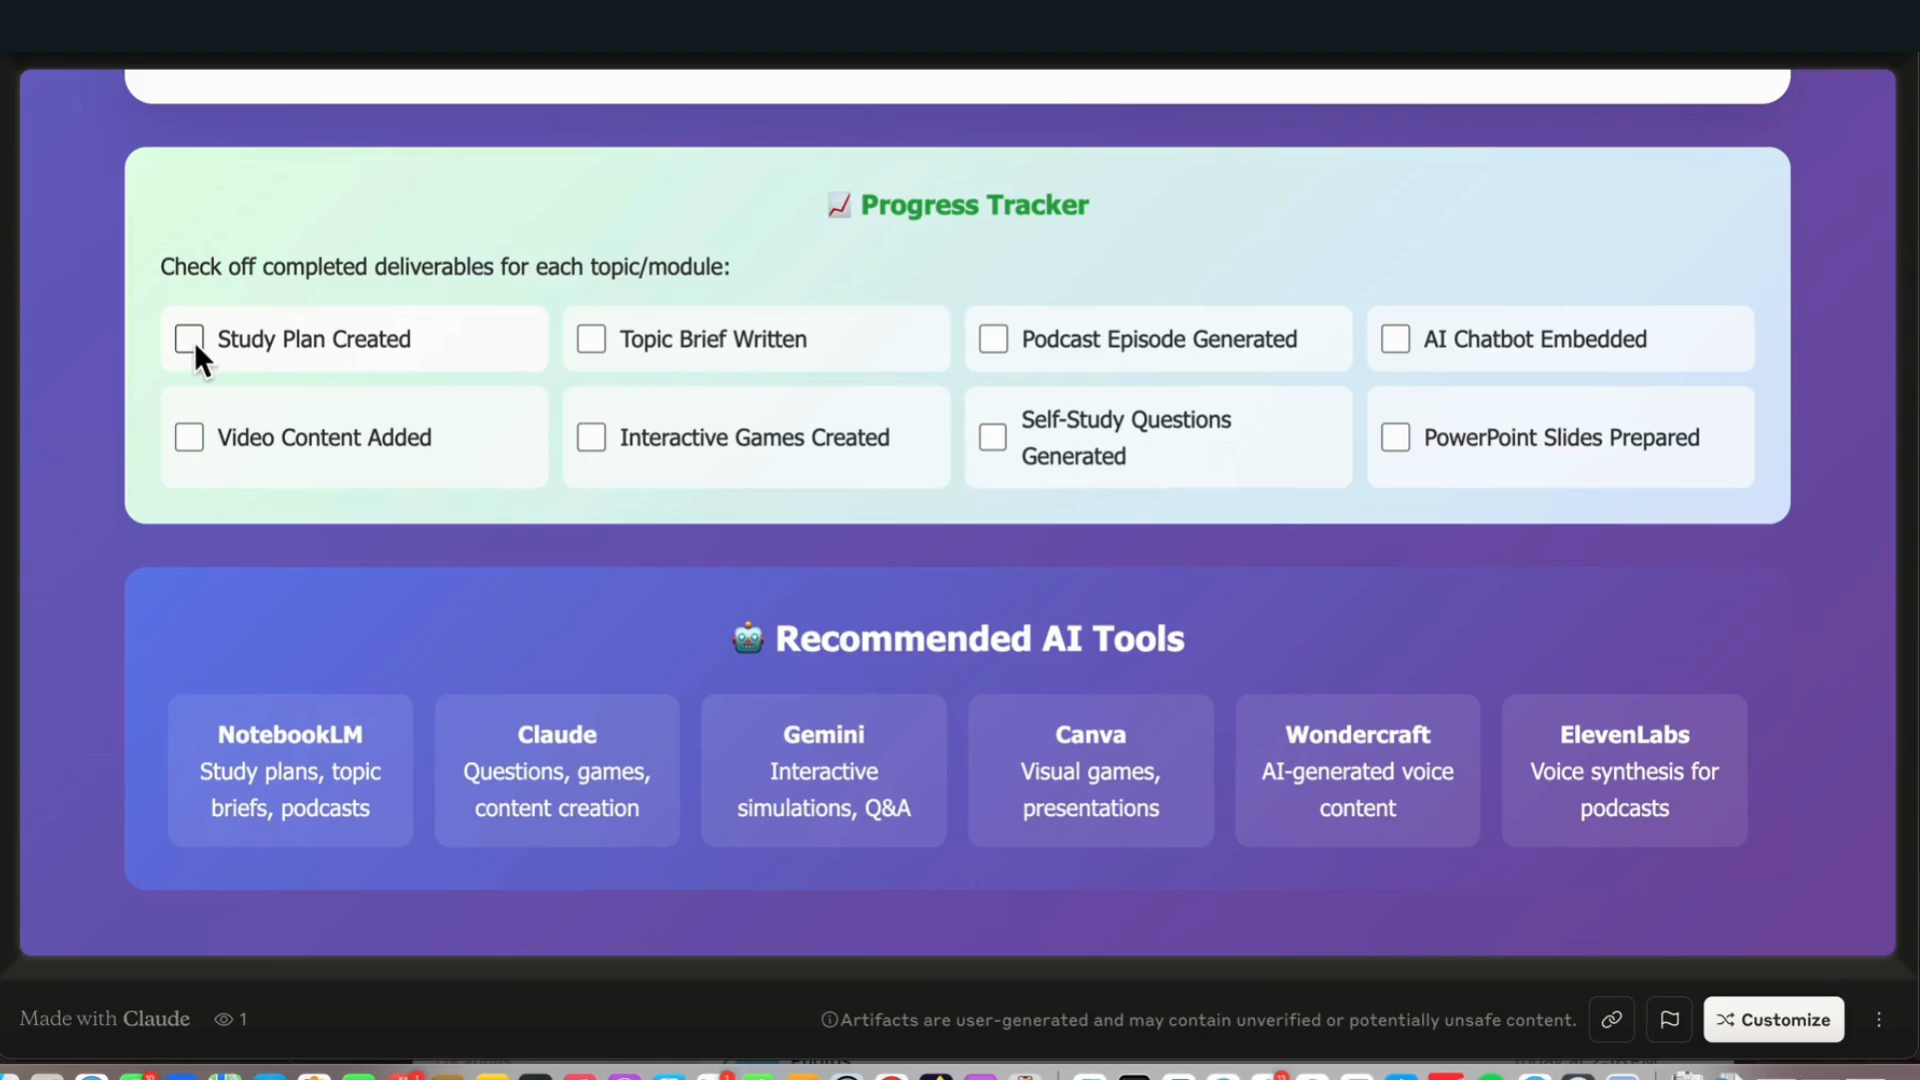 Progress Tracker
Check off completed deliverables for each topic/module:
Study Plan Created
Topic Brief Written
Podcast Episode Generated
AI Chatbot Embedded
Video Content Added
Interactive Games Created
Self-Study Questions
Generated
PowerPoint Slides Prepared
Recommended AI Tools
NotebookLM
Study plans, topic
briefs, podcasts
Claude
Questions, games,
content creation
Gemini
Interactive
simulations, Q&A
Canva
Visual games,
presentations
Wondercraft
AI-generated voice
content
ElevenLabs
Voice synthesis for
podcasts
Made with Claude
1
Artifacts are user-generated and may contain unverified or potentially unsafe content.
Customize